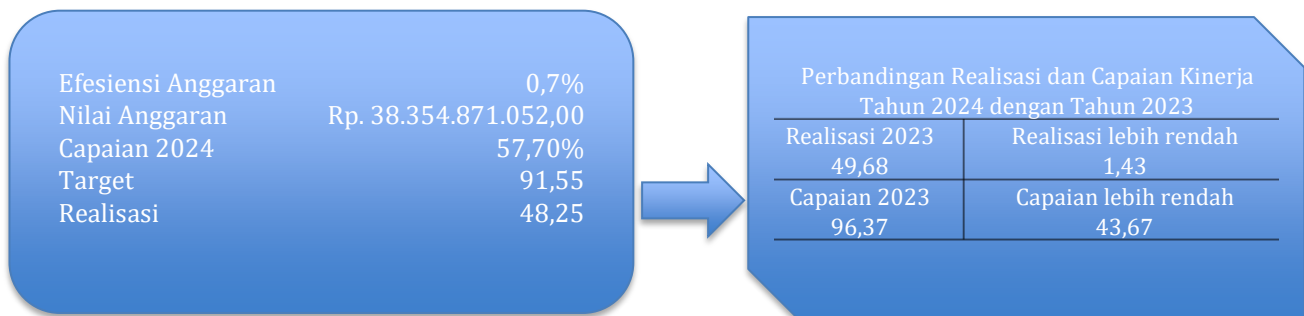 Efesiensi Anggaran 0,7%
Nilai Anggaran Rp. 38.354.871.052,00
Capaian 2024 57,70%
Target 91,55
Realisasi 48,25
Perbandingan Realisasi dan Capaian Kinerja
Tahun 2024 dengan Tahun 2023
Realisasi 2023 Realisasi lebih rendah
49,68 1,43
Capaian 2023 Capaian lebih rendah
96,37 43,67